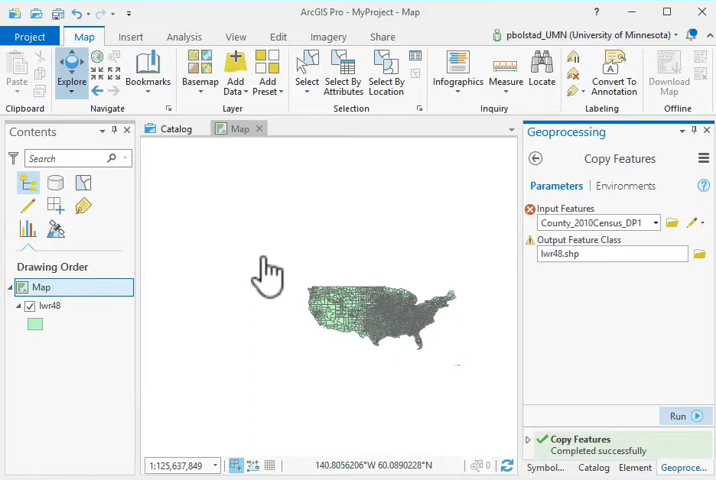 ArcGIS Pro - MyProject - Map
?
Project
Map
Insert
Analysis
View
Edit
Imagery
Share
pbolstad_UMN (University of Minnesota)
Paste
Explore
Bookmarks
Basemap
Add Data
Add Preset
Select
Select By Attributes
Select By Location
Infographics
Measure
Locate
Convert To Annotation
Download Map
Clipboard
Navigate
Layer
Selection
Inquiry
Labeling
Offline
Contents
Search
Drawing Order
Map
lwr48
Catalog
Map
1:125,637,849
140.8056206°W 60.0890228°N
0
Geoprocessing
Copy Features
Parameters
Environments
?
Input Features
County_2010Census_DP1
Output Feature Class
lwr48.shp
Run
Copy Features
Completed successfully
Symbol...
Catalog
Element
Geoproce...